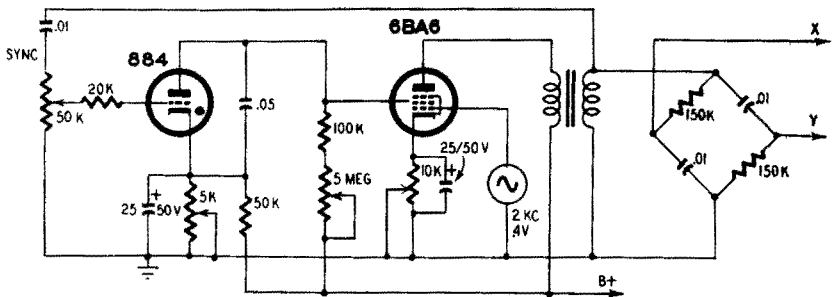 .01
SYNC
50 K
20K
884
.05
25
50V
5K
50K
100K
5 MEG
6BA6
25/50 V
10K
2 KC
.4V
B+
X
150K
.01
Y
.01
150K
+
+